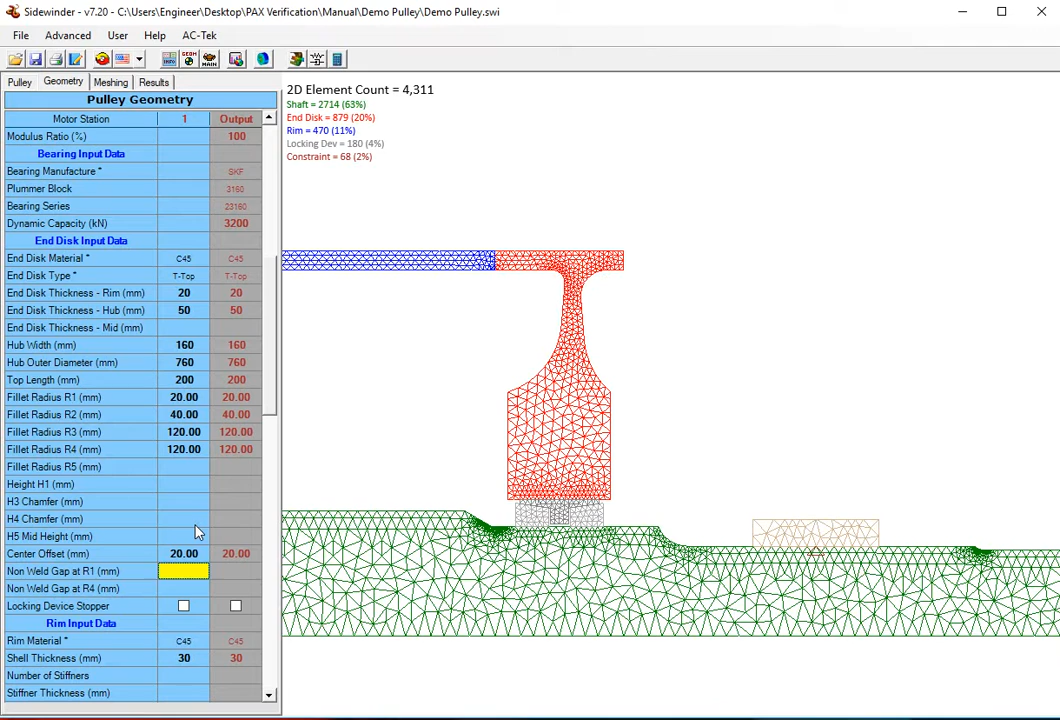 Sidewinder - v7.20 - C:\Users\Engineer\Desktop\PAX Verification\Manual\Demo Pulley\Demo Pulley.swi
File Advanced User Help AC-Tek
INFO GEOM MAIN
Pulley Geometry Meshing Results
Pulley Geometry
Motor Station 1 Output
Modulus Ratio (%) 100
Bearing Input Data
Bearing Manufacture * SKF
Plummer Block 3160
Bearing Series 23160
Dynamic Capacity (kN) 3200
End Disk Input Data
End Disk Material * C45 C45
End Disk Type * T-Top T-Top
End Disk Thickness - Rim (mm) 20 20
End Disk Thickness - Hub (mm) 50 50
End Disk Thickness - Mid (mm)
Hub Width (mm) 160 160
Hub Outer Diameter (mm) 760 760
Top Length (mm) 200 200
Fillet Radius R1 (mm) 20.00 20.00
Fillet Radius R2 (mm) 40.00 40.00
Fillet Radius R3 (mm) 120.00 120.00
Fillet Radius R4 (mm) 120.00 120.00
Fillet Radius R5 (mm)
Height H1 (mm)
H3 Chamfer (mm)
H4 Chamfer (mm)
H5 Mid Height (mm)
Center Offset (mm) 20.00 20.00
Non Weld Gap at R1 (mm)
Non Weld Gap at R4 (mm)
Locking Device Stopper
Rim Input Data
Rim Material * C45 C45
Shell Thickness (mm) 30 30
Number of Stiffners
Stiffner Thickness (mm)
2D Element Count = 4,311
Shaft = 2714 (63%)
End Disk = 879 (20%)
Rim = 470 (11%)
Locking Dev = 180 (4%)
Constraint = 68 (2%)